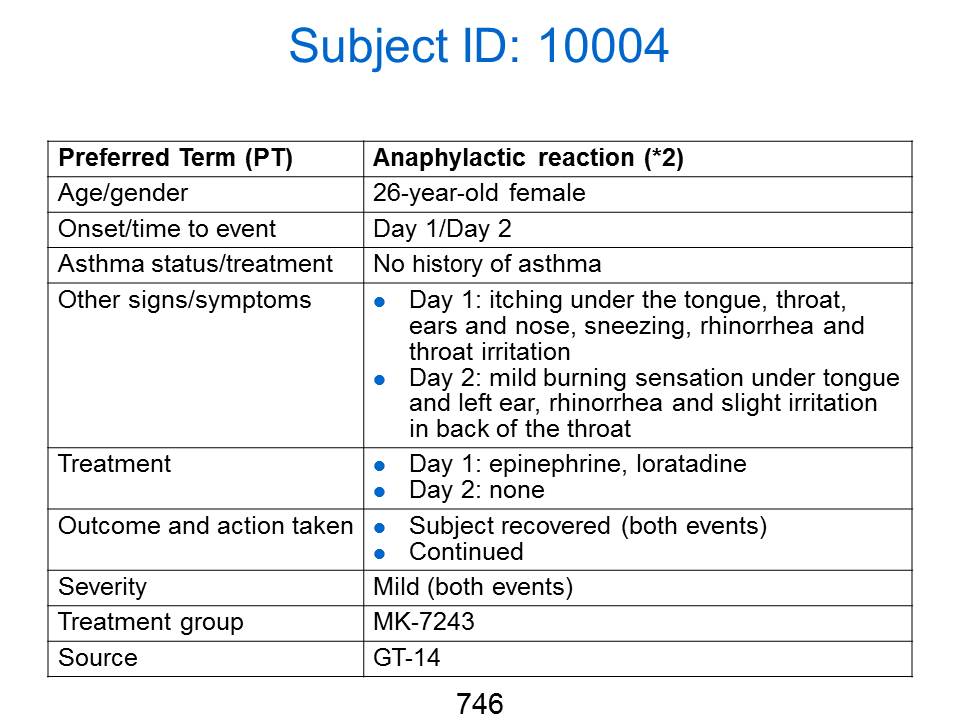 Subject ID: 10004
Preferred Term (PT) Anaphylactic reaction (*2)
Age/gender 26-year-old female
Onset/time to event Day 1/Day 2
Asthma status/treatment No history of asthma
Other signs/symptoms ● Day 1: itching under the tongue, throat,
ears and nose, sneezing, rhinorrhea and
throat irritation
● Day 2: mild burning sensation under tongue
and left ear, rhinorrhea and slight irritation
in back of the throat
Treatment ● Day 1: epinephrine, loratadine
● Day 2: none
Outcome and action taken ● Subject recovered (both events)
● Continued
Severity Mild (both events)
Treatment group MK-7243
Source GT-14
746